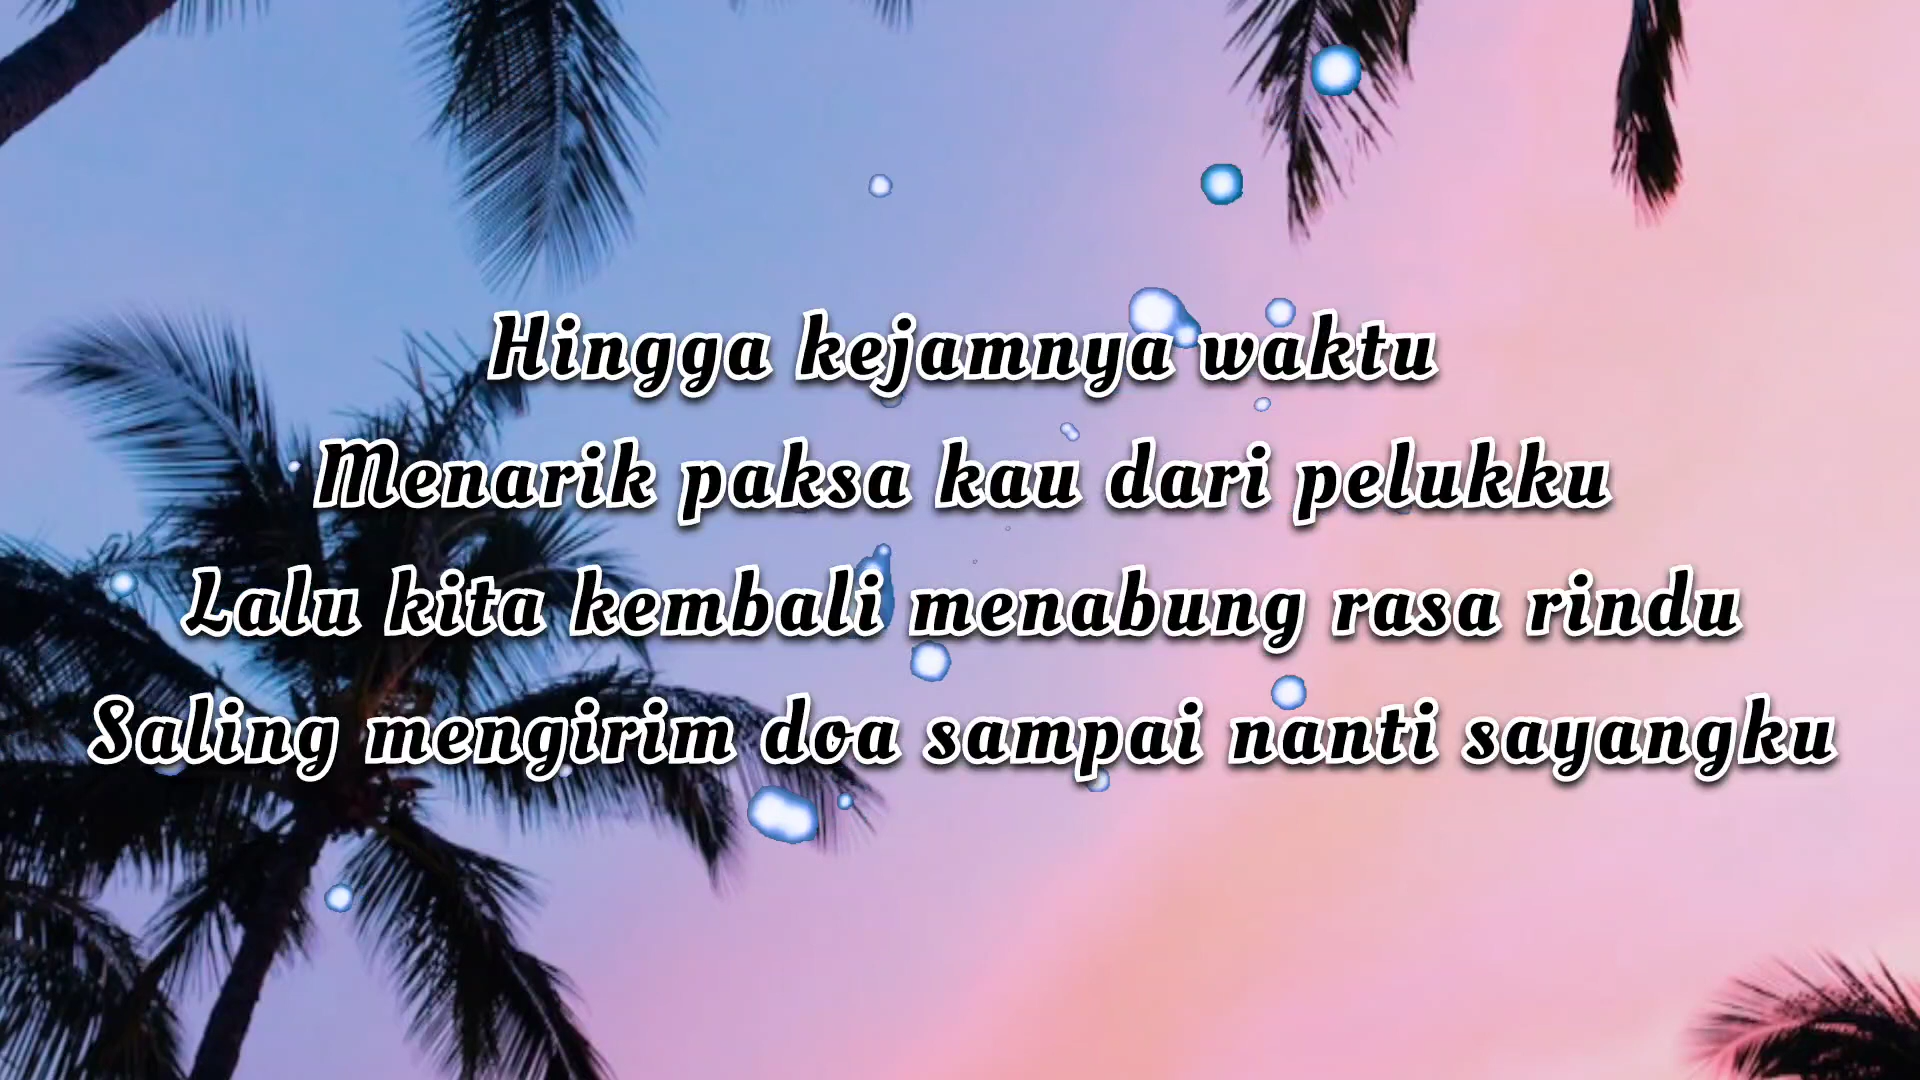 Hingga kejamnya waktu
Menarik paksa kau dari pelukku
Lalu kita kembali menabung rasa rindu
Saling mengirim doa sampai nanti sayangku